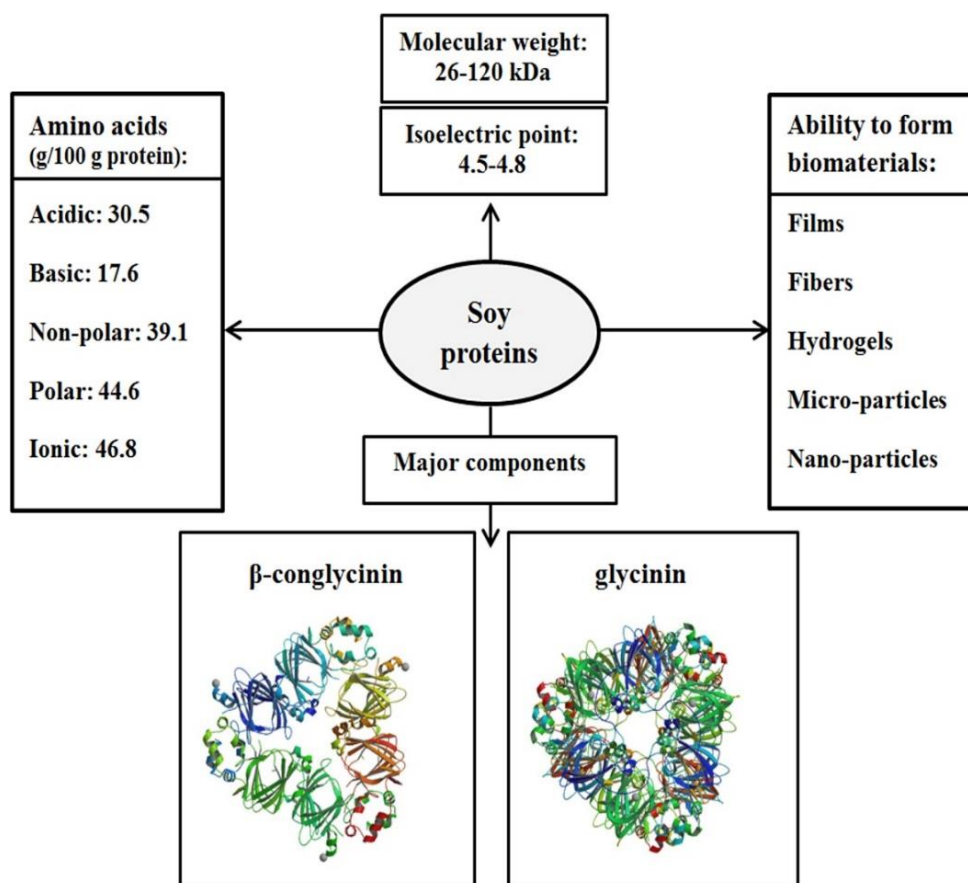 Molecular weight:
26-120 kDa
Isoelectric point:
4.5-4.8
Amino acids
(g/100 g protein):
Acidic: 30.5
Basic: 17.6
Non-polar: 39.1
Polar: 44.6
Ionic: 46.8
Soy
proteins
Ability to form
biomaterials:
Films
Fibers
Hydrogels
Micro-particles
Nano-particles
Major components
β-conglycinin
glycinin